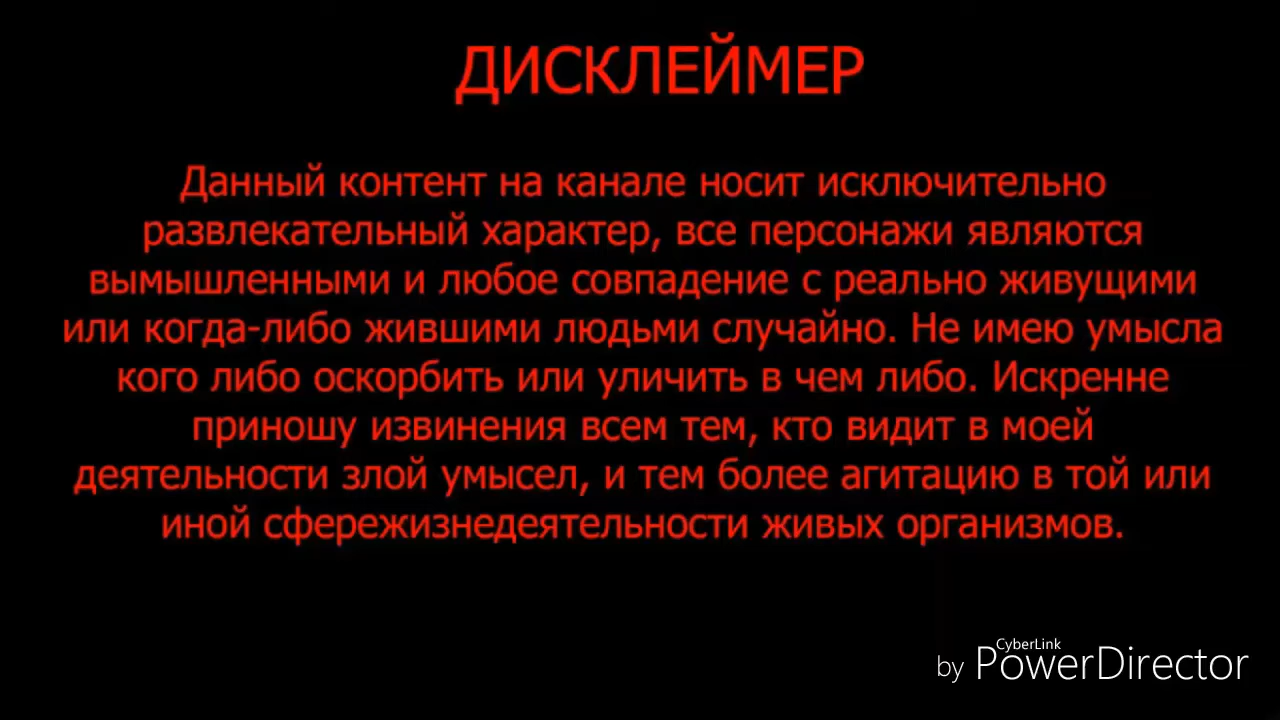 ДИСКЛЕЙМЕР
Данный контент на канале носит исключительно
развлекательный характер, все персонажи являются
вымышленными и любое совпадение с реально живущими
или когда-либо жившими людьми случайно. Не имею умысла
кого либо оскорбить или уличить в чем либо. Искренне
приношу извинения всем тем, кто видит в моей
деятельности злой умысел, и тем более агитацию в той или
иной сфережизнедеятельности живых организмов.
CyberLink
by PowerDirector